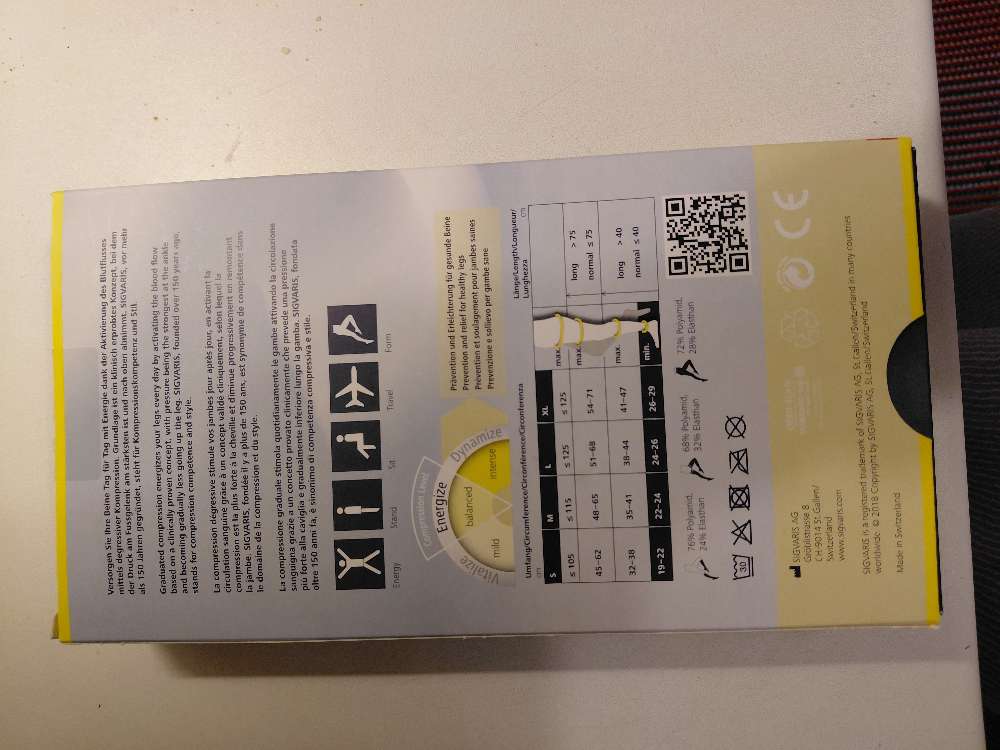 Versorgen Sie Ihre Beine Tag für Tag mit Energie dank der Aktivierung des Blutflusses
mittels degressiver Kompression. Grundlage ist ein klinisch erprobtes Konzept, bei dem
der Druck am Fussgelenk am stärksten ist und nach oben abnimmt. SIGVARIS, vor mehr
als 150 Jahren gegründet, steht für Kompressionskompetenz und Stil.
Graduated compression energizes your legs every day by activating the blood flow
based on a clinically proven concept, with pressure being the strongest at the ankle
and becoming gradually less going up the leg. SIGVARIS, founded over 150 years ago,
stands for compression competence and style.
La compression dégressive stimule vos jambes jour après jour, en activant la
circulation sanguine grâce à un concept validé cliniquement, selon lequel la
compression est la plus forte à la cheville et diminue progressivement en remontant
la jambe. SIGVARIS, fondée il y a plus de 150 ans, est synonyme de compétence dans
le domaine de la compression et du style.
La compressione graduale stimola quotidianamente le gambe attivando la circolazione
sanguigna grazie a un concetto provato clinicamente che prevede una pressione
più forte alla caviglia e gradualmente inferiore lungo la gamba. SIGVARIS, fondata
oltre 150 anni fa, è sinonimo di competenza compressiva e stile.
Energy
Stand
Sit
Travel
Form
Compression Level
Vitalize
Energize
Dynamize
mild
balanced
intense
Prävention und Erleichterung für gesunde Beine
Prevention and relief for healthy legs
Prévention et soulagement pour jambes saines
Prevenzione e sollievo per gambe sane
Umfang/Circumference/Circonférence/Circonferenza
cm
Länge/Length/Longueur/
Lunghezza
cm
S M L XL
≤ 105 ≤ 115 ≤ 125 ≤ 125 max.
45–62 48–65 51–68 54–71 max.
long > 75
normal ≤ 75
32–38 35–41 38–44 41–47 max.
long > 40
normal ≤ 40
19–22 22–24 24–26 26–29 min.
76% Polyamid,
24% Elasthan
68% Polyamid,
32% Elasthan
72% Polyamid,
28% Elasthan
30
SIGVARIS AG
Gröblistrasse 8
CH-9014 St. Gallen/
Switzerland
www.sigvaris.com
CE
SIGVARIS is a registered trademark of SIGVARIS AG, St. Gallen/Switzerland in many countries
worldwide. © 2018 Copyright by SIGVARIS AG, St. Gallen/Switzerland
Made in Switzerland